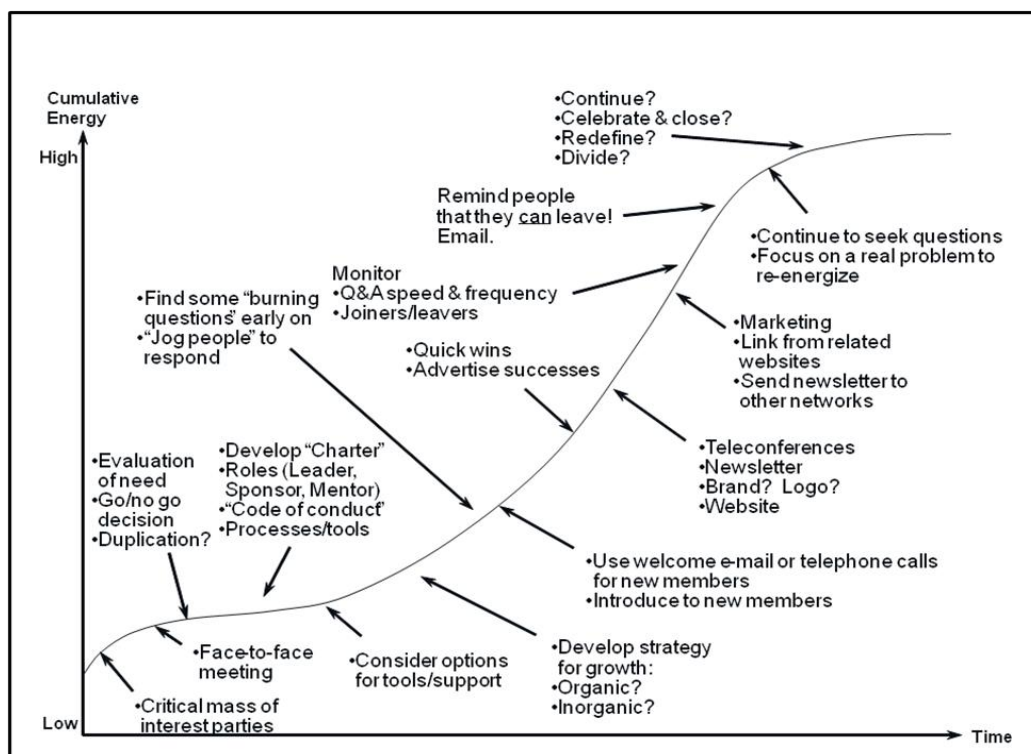 Cumulative
Energy
High
•Continue?
•Celebrate & close?
•Redefine?
•Divide?
Remind people
that they can leave!
Email.
•Continue to seek questions
•Focus on a real problem to
re-energize
Monitor
•Q&A speed & frequency
•Joiners/leavers
•Find some “burning
questions” early on
•“Jog people” to
respond
•Marketing
•Link from related
websites
•Send newsletter to
other networks
•Quick wins
•Advertise successes
•Teleconferences
•Newsletter
•Brand? Logo?
•Website
•Evaluation
of need
•Go/no go
decision
•Duplication?
•Develop “Charter”
•Roles (Leader,
Sponsor, Mentor)
•“Code of conduct”
•Processes/tools
•Use welcome e-mail or telephone calls
for new members
•Introduce to new members
•Face-to-face
meeting
•Consider options
for tools/support
•Develop strategy
for growth:
•Organic?
•Inorganic?
•Critical mass of
interest parties
Low
Time